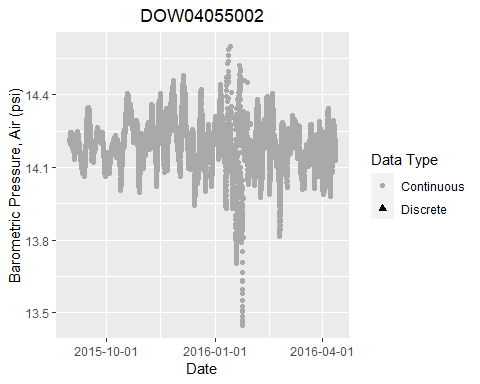 DOW04055002
Barometric Pressure, Air (psi)
14.4
14.1
13.8
13.5
2015-10-01
2016-01-01
2016-04-01
Date
Data Type
Continuous
Discrete